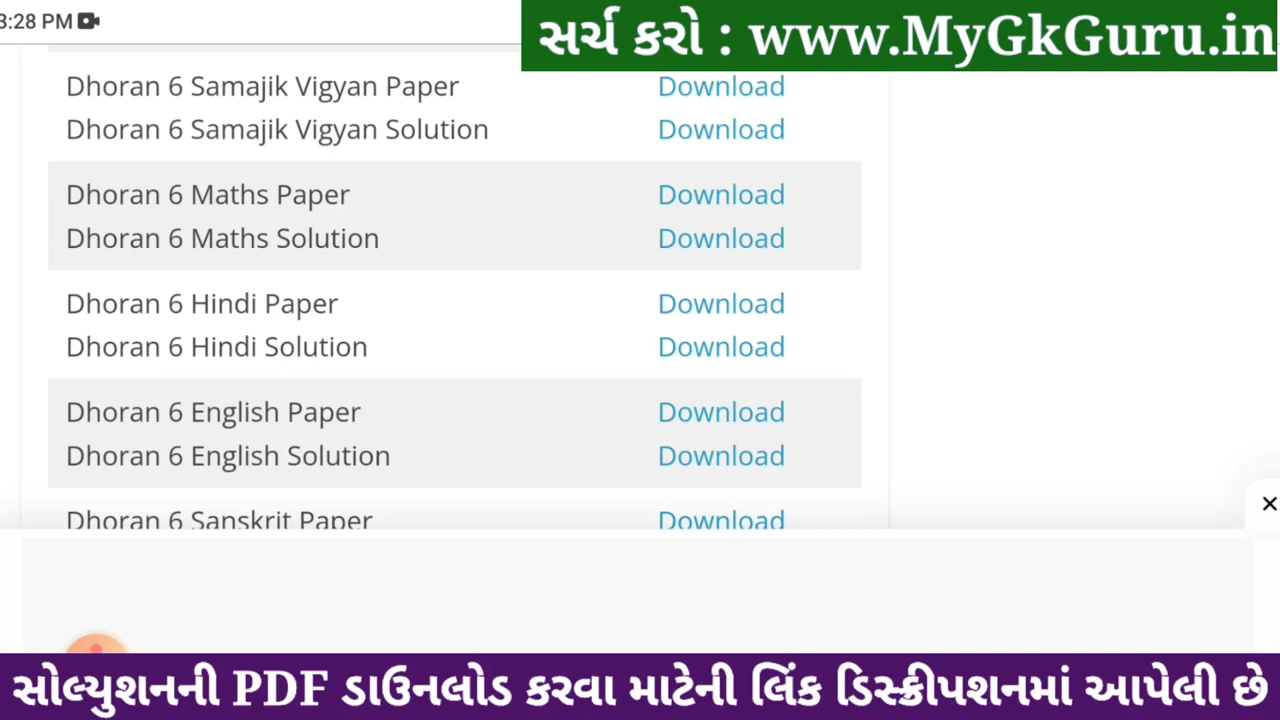 3:28 PM
સર્ચ કરો : www.MyGkGuru.in
Dhoran 6 Samajik Vigyan Paper Download
Dhoran 6 Samajik Vigyan Solution Download
Dhoran 6 Maths Paper Download
Dhoran 6 Maths Solution Download
Dhoran 6 Hindi Paper Download
Dhoran 6 Hindi Solution Download
Dhoran 6 English Paper Download
Dhoran 6 English Solution Download
Dhoran 6 Sanskrit Paper Download
સોલ્યુશનની PDF ડાઉનલોડ કરવા માટેની લિંક ડિસ્ક્રીપશનમાં આપેલી છે